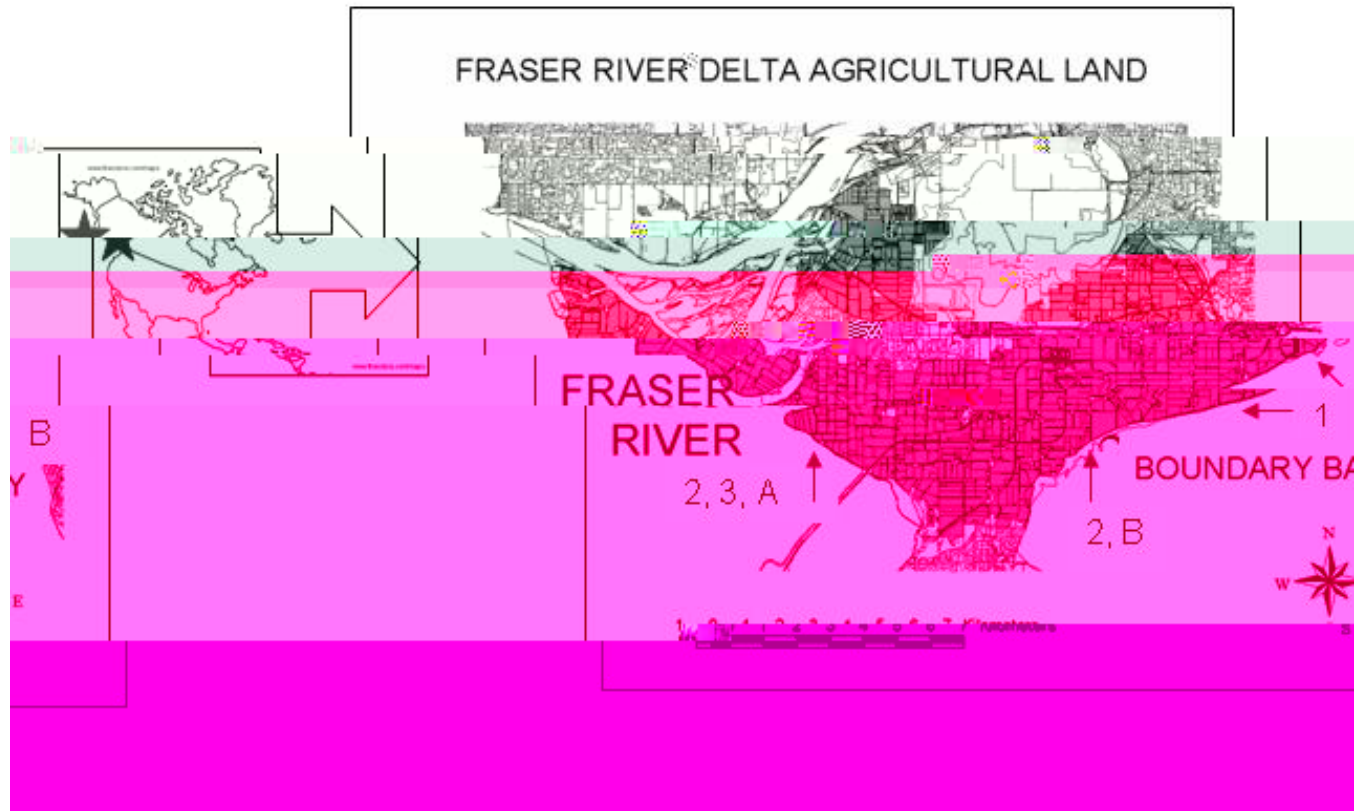 FRASER RIVER DELTA AGRICULTURAL LAND
FRASER
RIVER
B
1
BOUNDARY BA
Y
2, 3, A
2, B
N
W
E